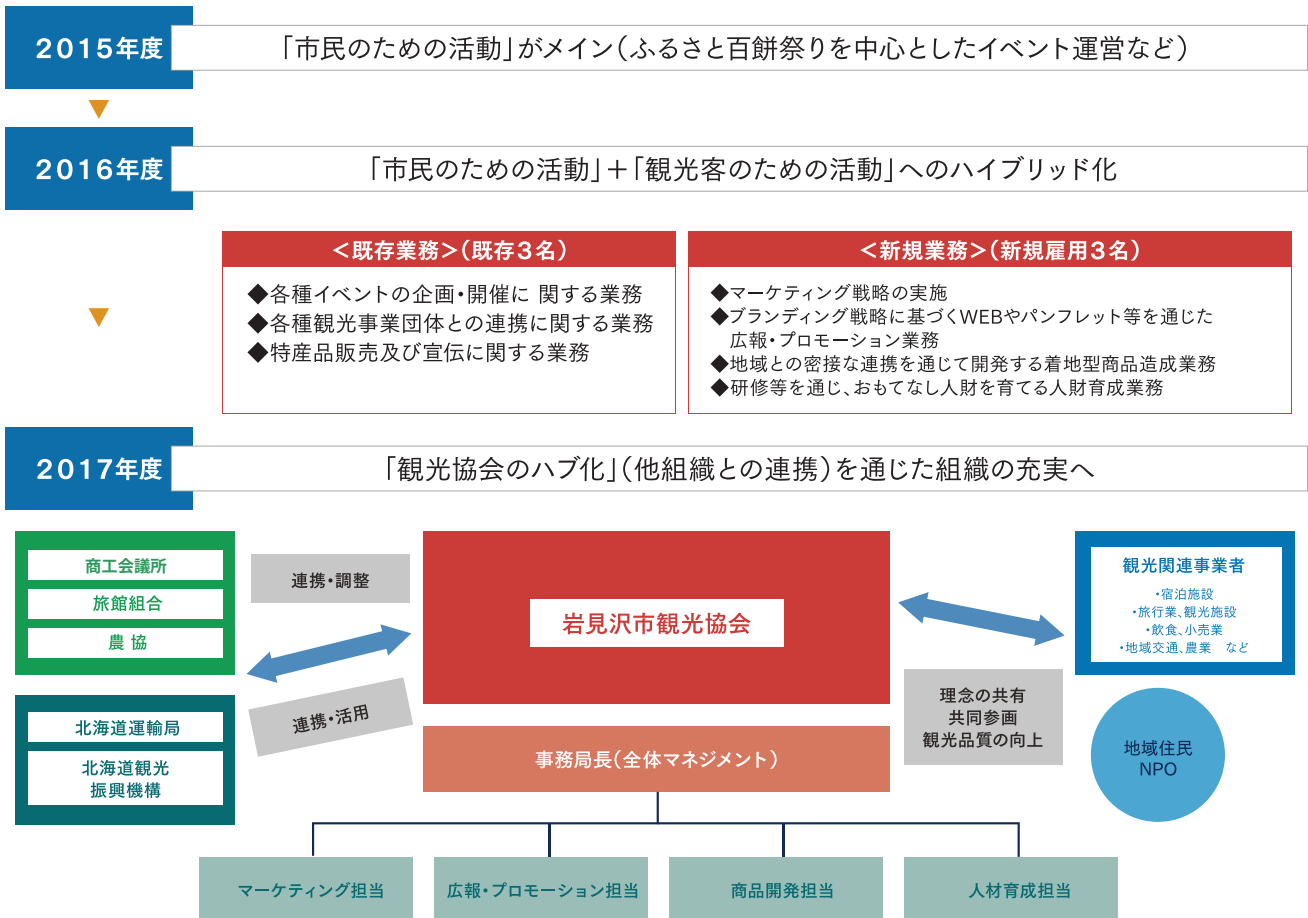 2015年度
「市民のための活動」がメイン(ふるさと百餅祭りを中心としたイベント運営など)
2016年度
「市民のための活動」＋「観光客のための活動」へのハイブリッド化
＜既存業務＞(既存3名)
◆各種イベントの企画・開催に 関する業務
◆各種観光事業団体との連携に関する業務
◆特産品販売及び宣伝に関する業務
＜新規業務＞(新規雇用3名)
◆マーケティング戦略の実施
◆ブランディング戦略に基づくWEBやパンフレット等を通じた
広報・プロモーション業務
◆地域との密接な連携を通じて開発する着地型商品造成業務
◆研修等を通じ、おもてなし人財を育てる人財育成業務
2017年度
「観光協会のハブ化」(他組織との連携)を通じた組織の充実へ
商工会議所
旅館組合
農 協
北海道運輸局
北海道観光
振興機構
連携・調整
連携・活用
岩見沢市観光協会
事務局長(全体マネジメント)
マーケティング担当
広報・プロモーション担当
商品開発担当
人材育成担当
理念の共有
共同参画
観光品質の向上
観光関連事業者
・宿泊施設
・旅行業、観光施設
・飲食、小売業
・地域交通、農業　など
地域住民
NPO